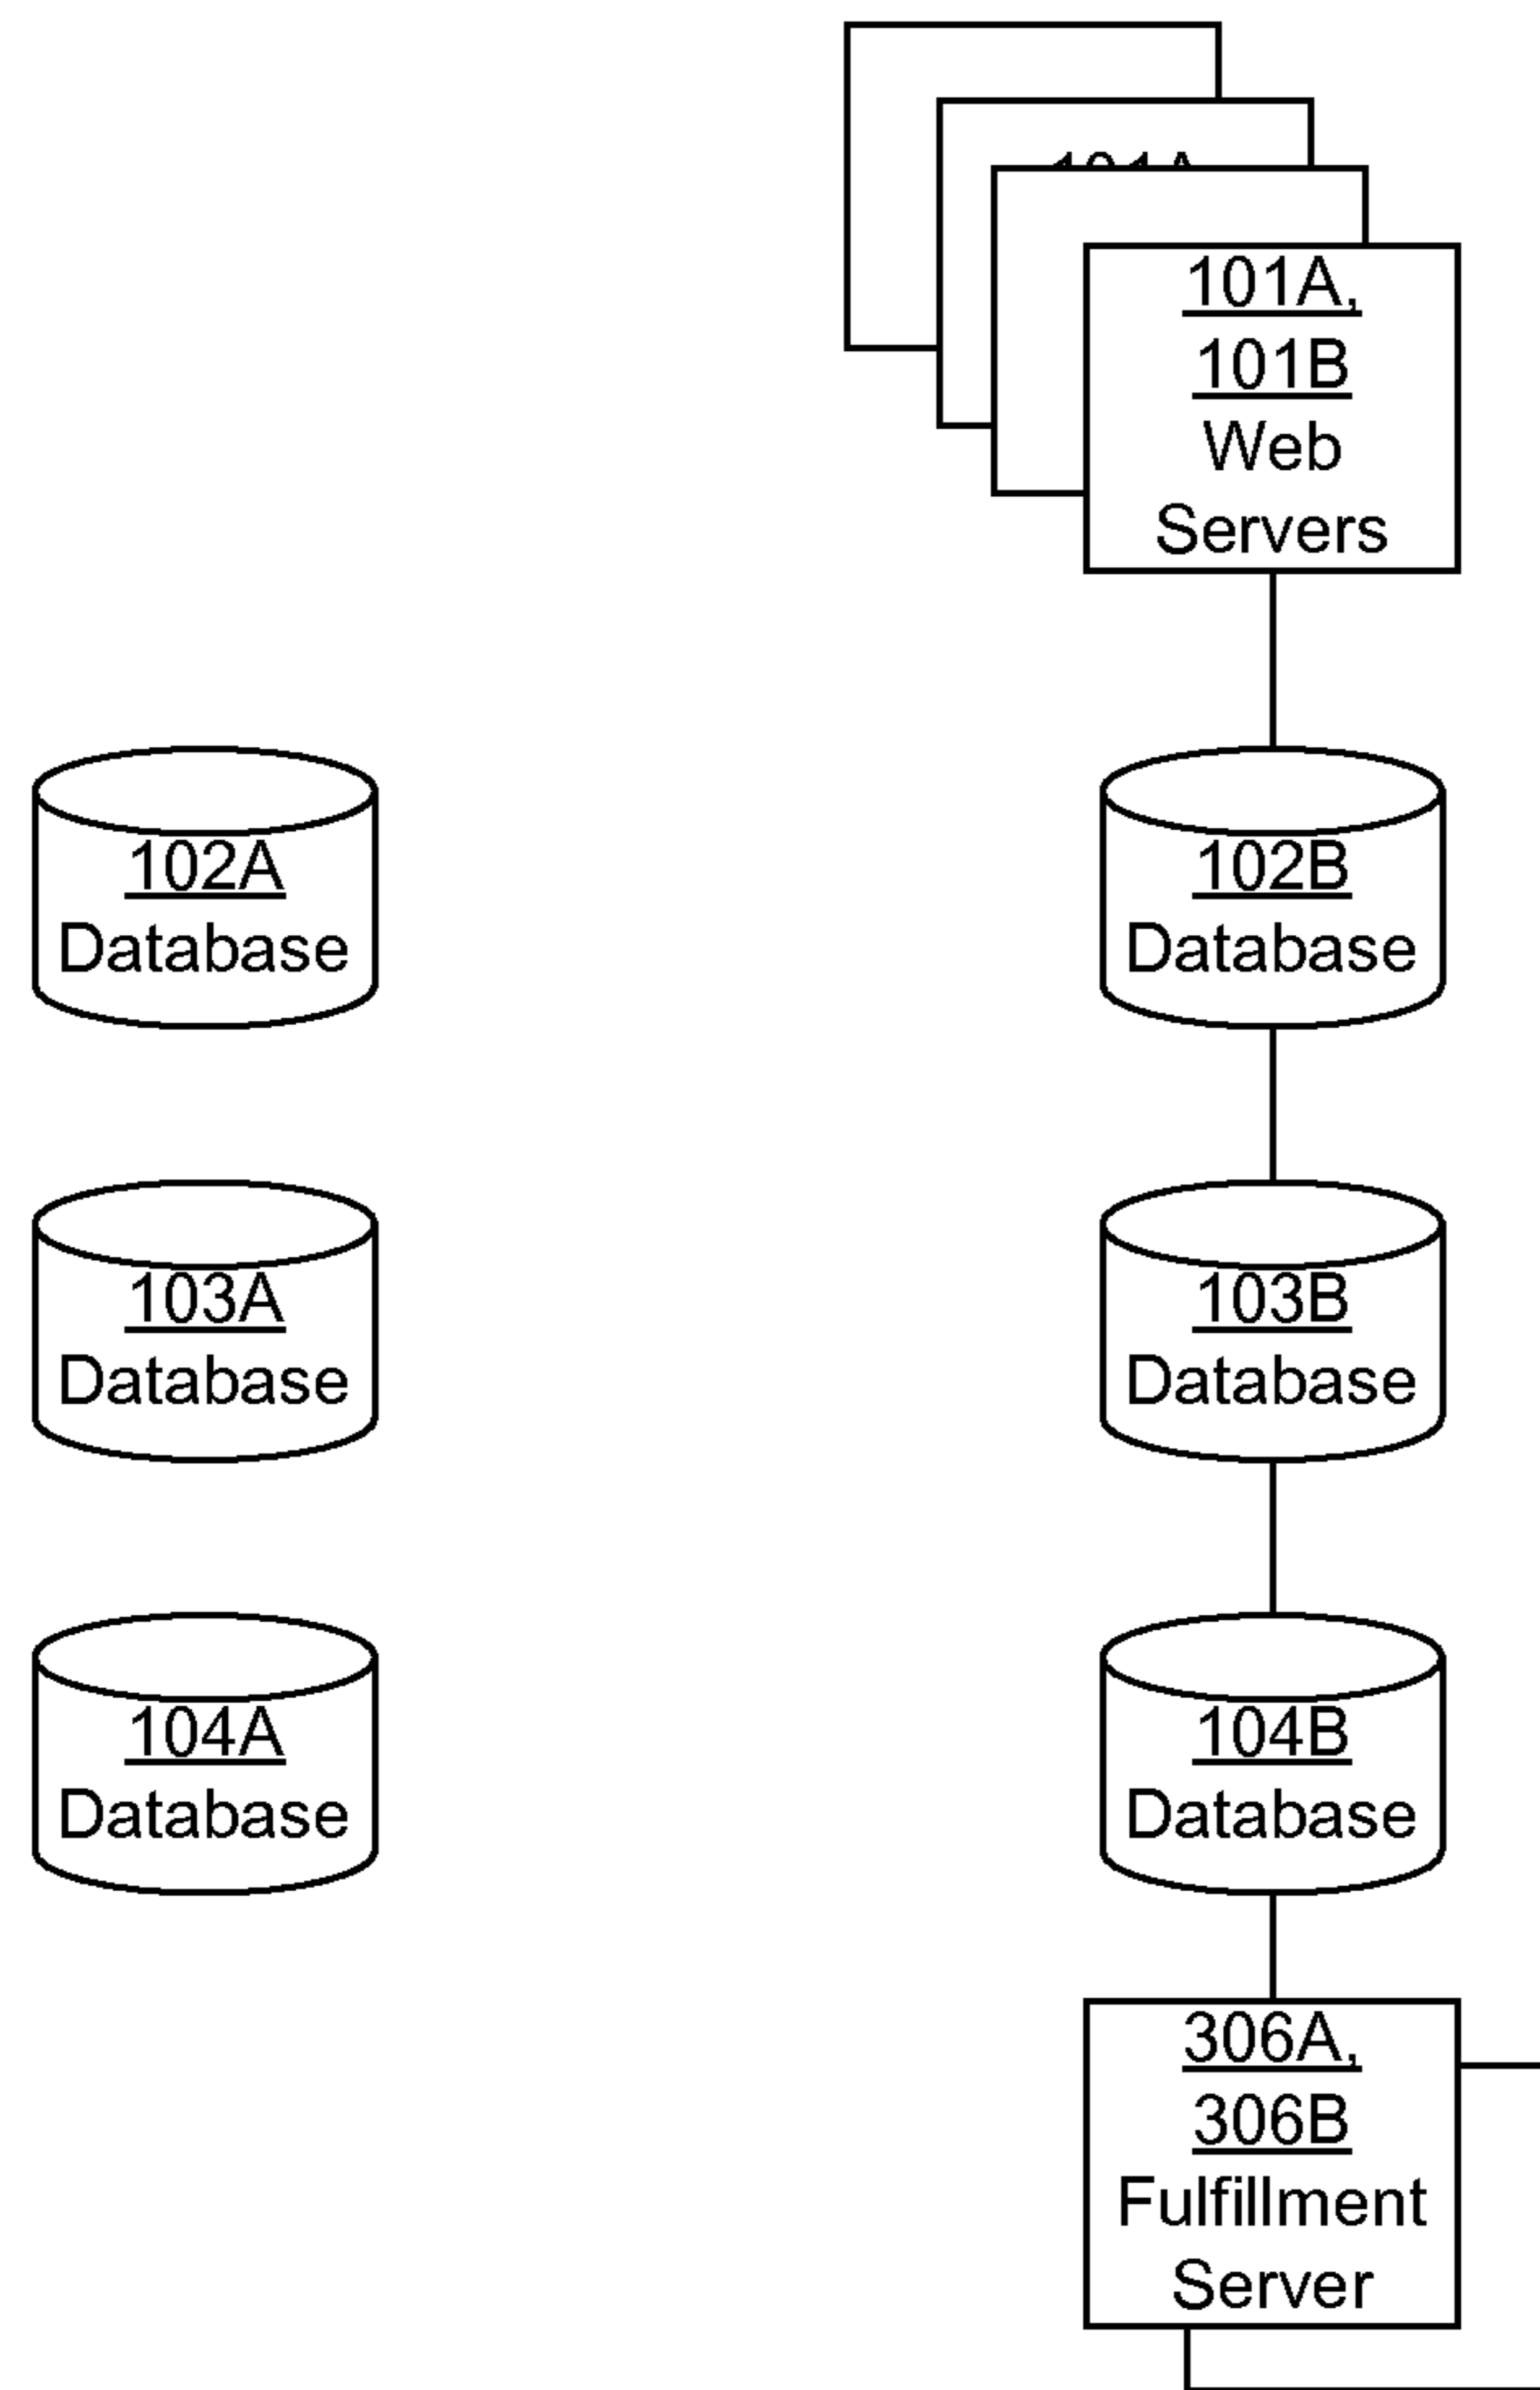 101A,
101B
Web
Servers
102A
Database
102B
Database
103A
Database
103B
Database
104A
Database
104B
Database
306A,
306B
Fulfillment
Server